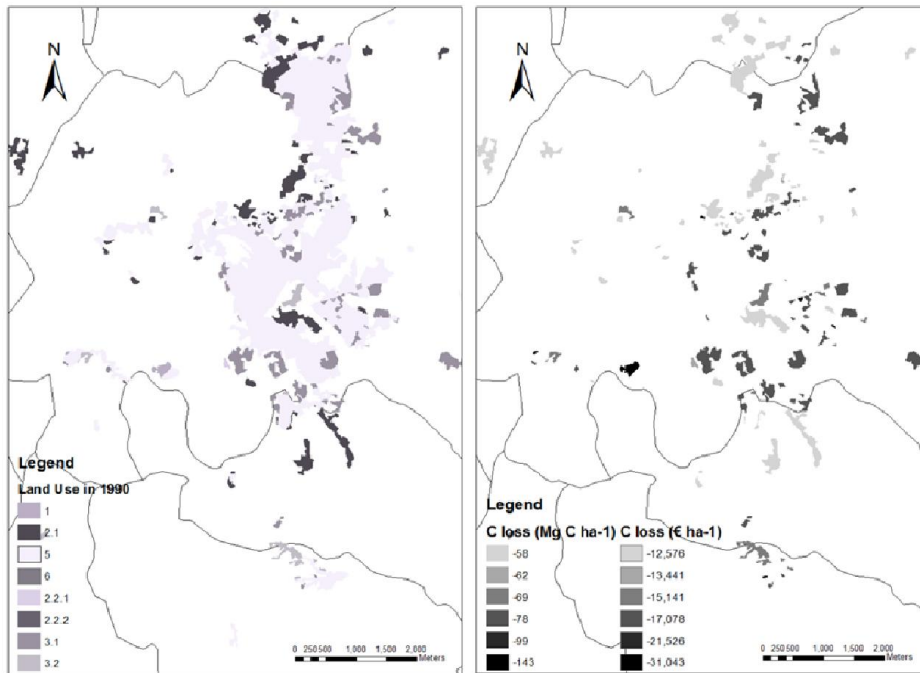 N
Legend
Land Use in 1990
1
2.1
5
6
2.2.1
2.2.2
3.1
3.2
0 250 500 1,000 1,500 2,000
Meters
N
Legend
C loss (Mg C ha-1) C loss (€ ha-1)
-58 -12,576
-62 -13,441
-69 -15,141
-78 -17,078
-99 -21,526
-143 -31,043
0 250 500 1,000 1,500 2,000
Meters